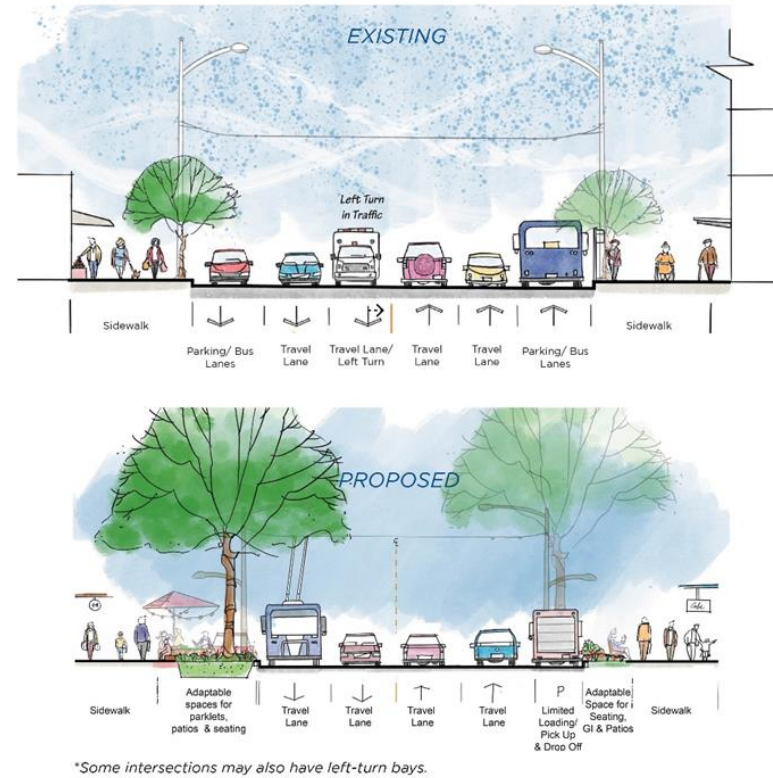 EXISTING
Left Turn
in Traffic
Sidewalk
Parking/ Bus
Lanes
Travel
Lane
Travel Lane/
Left Turn
Travel
Lane
Travel
Lane
Parking/ Bus
Lanes
Sidewalk
PROPOSED
Cafe
Sidewalk
Adaptable
spaces for
parklets,
patios & seating
Travel
Lane
Travel
Lane
Travel
Lane
Travel
Lane
P
Limited
Loading/
Pick Up
& Drop Off
Adaptable
Space for
Seating,
GI & Patios
Sidewalk
*Some intersections may also have left-turn bays.